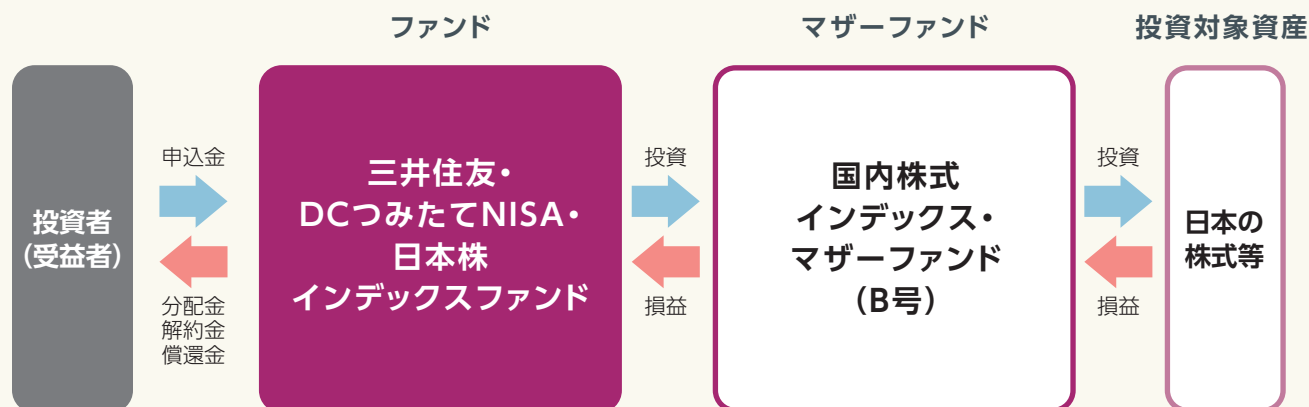 ファンド
マザーファンド
投資対象資産
投資者
(受益者)
申込金
分配金
解約金
償還金
三井住友・
DCつみたてNISA・
日本株
インデックスファンド
投資
損益
国内株式
インデックス・
マザーファンド
(B号)
投資
損益
日本の
株式等